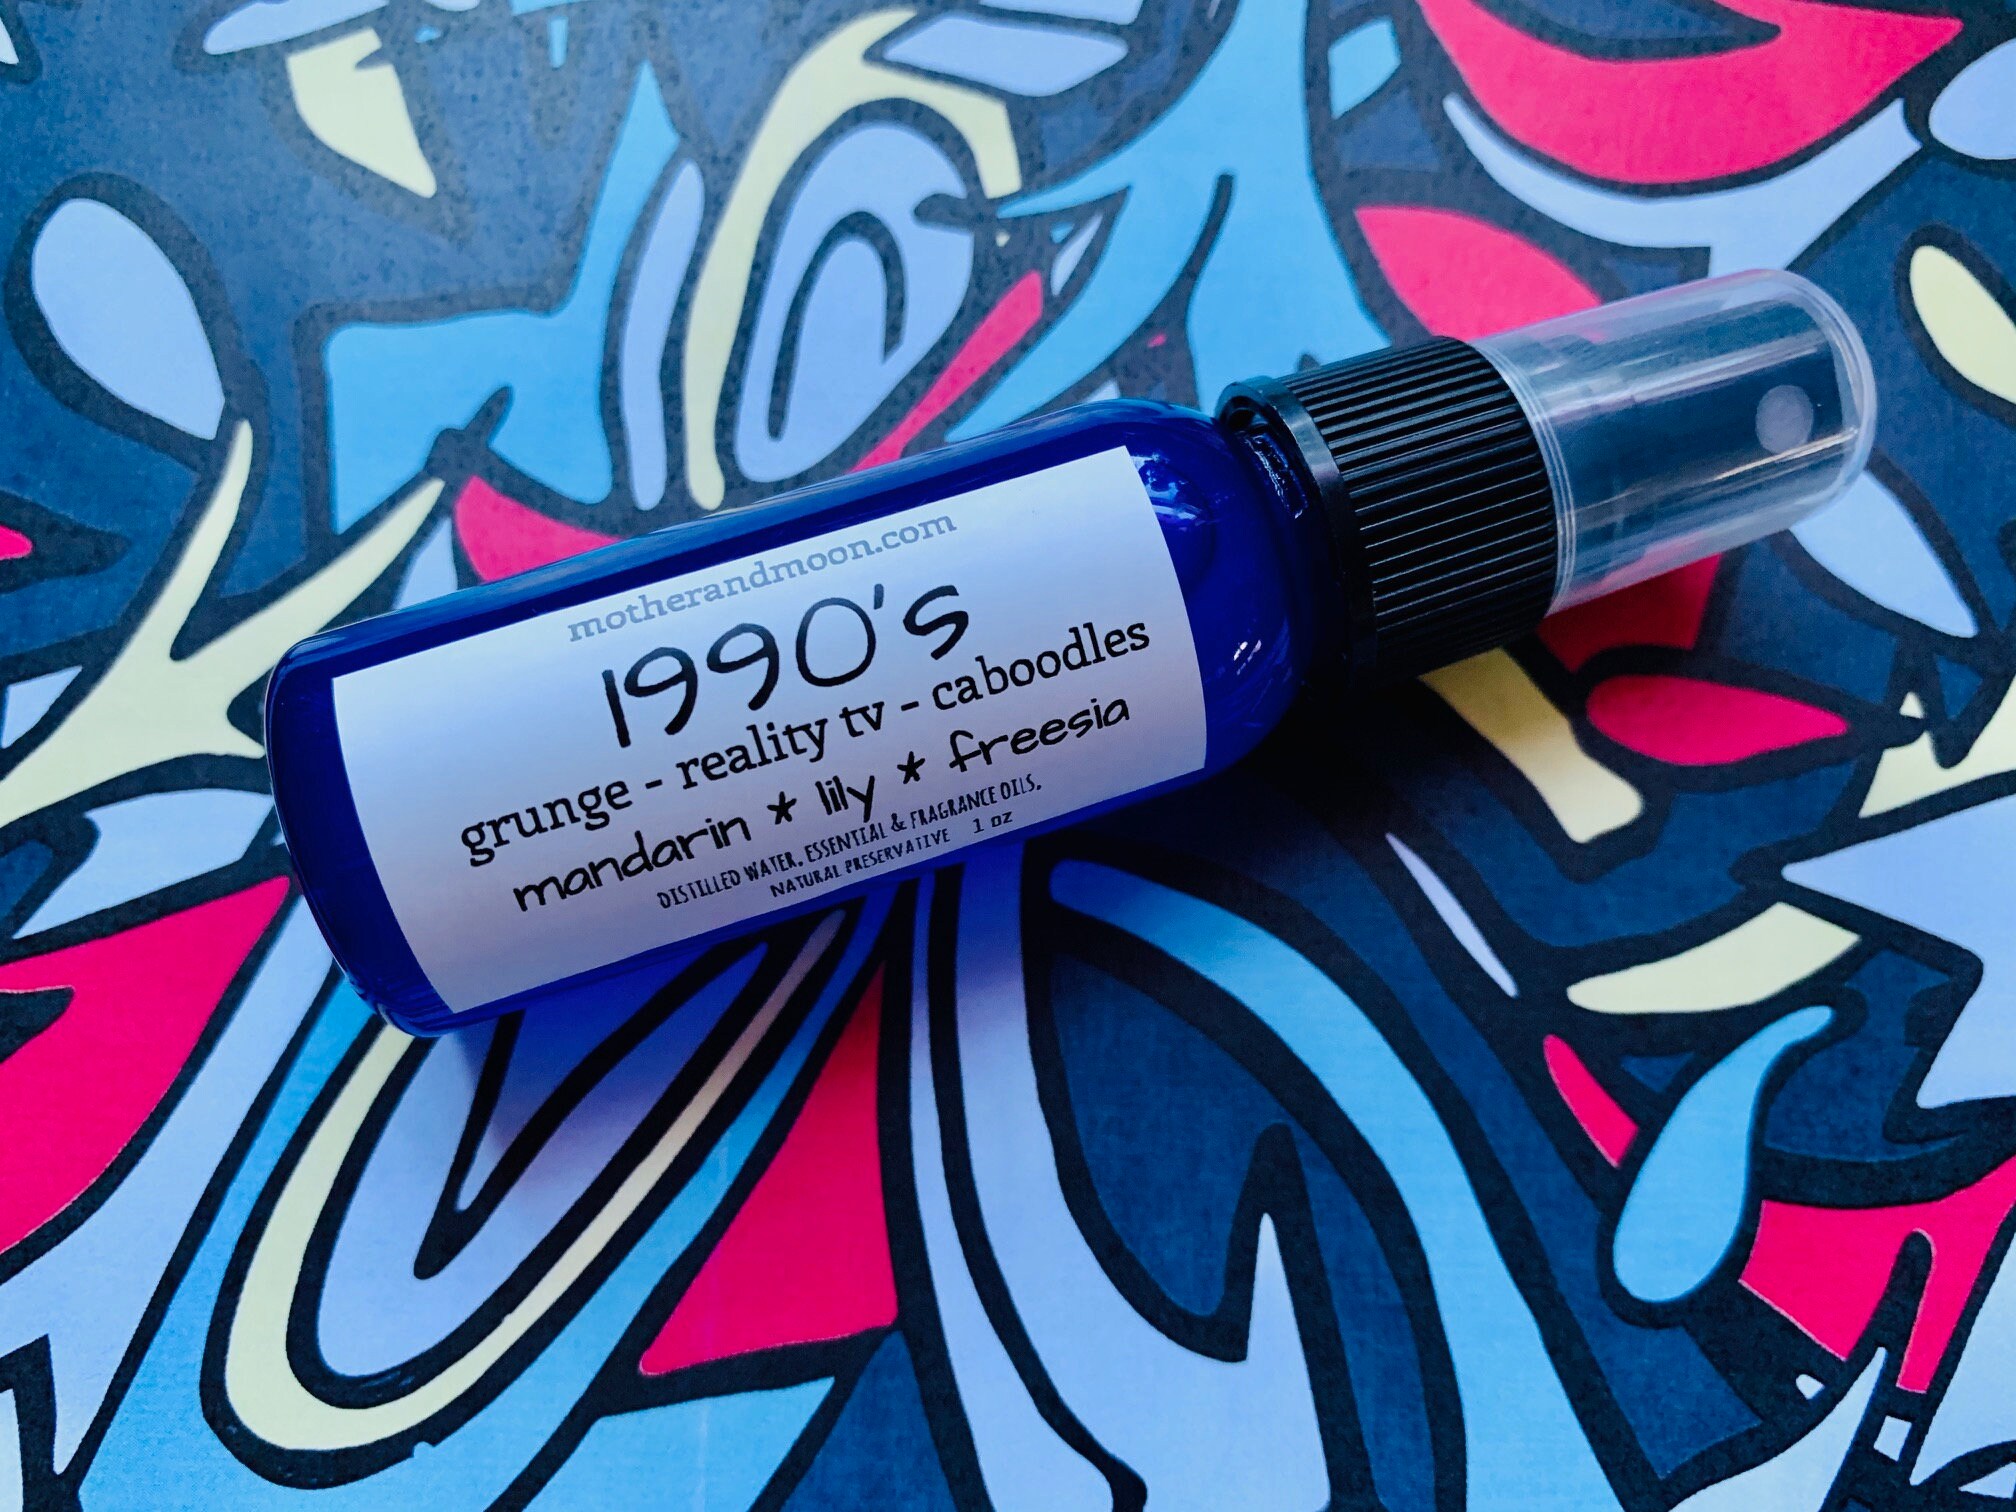 motherandmoon.com
1990's
grunge - reality tv - caboodles
mandarin * lily * freesia
DISTILLED WATER, ESSENTIAL & FRAGRANCE OILS,
NATURAL PRESERVATIVE 1 oz